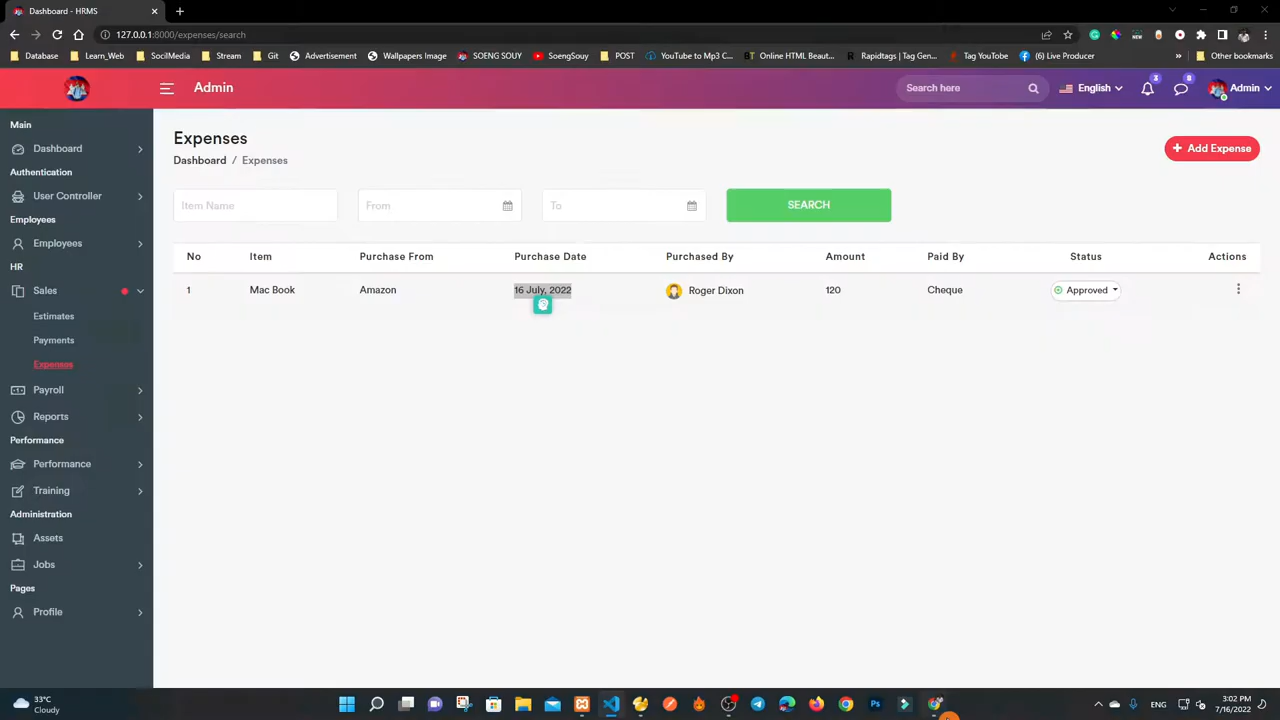 Dashboard - HRMS
127.0.0.1:8000/expenses/search
Database
Learn_Web
SocilMedia
Stream
Git
Advertisement
Wallpapers Image
SOENG SOUY
SoengSouy
POST
YouTube to Mp3 C...
Online HTML Beaut...
Rapidtags | Tag Gen...
Tag YouTube
(6) Live Producer
»
Other bookmarks
Admin
Search here
English
3
8
Admin
Main
Dashboard
Authentication
User Controller
Employees
Employees
HR
Sales
Estimates
Payments
Expenses
Payroll
Reports
Performance
Performance
Training
Administration
Assets
Jobs
Pages
Profile
Expenses
Dashboard / Expenses
+ Add Expense
Item Name
From
To
SEARCH
No Item Purchase From Purchase Date Purchased By Amount Paid By Status Actions
1 Mac Book Amazon 16 July, 2022 Roger Dixon 120 Cheque Approved
33°C
Cloudy
ENG
3:02 PM
7/16/2022